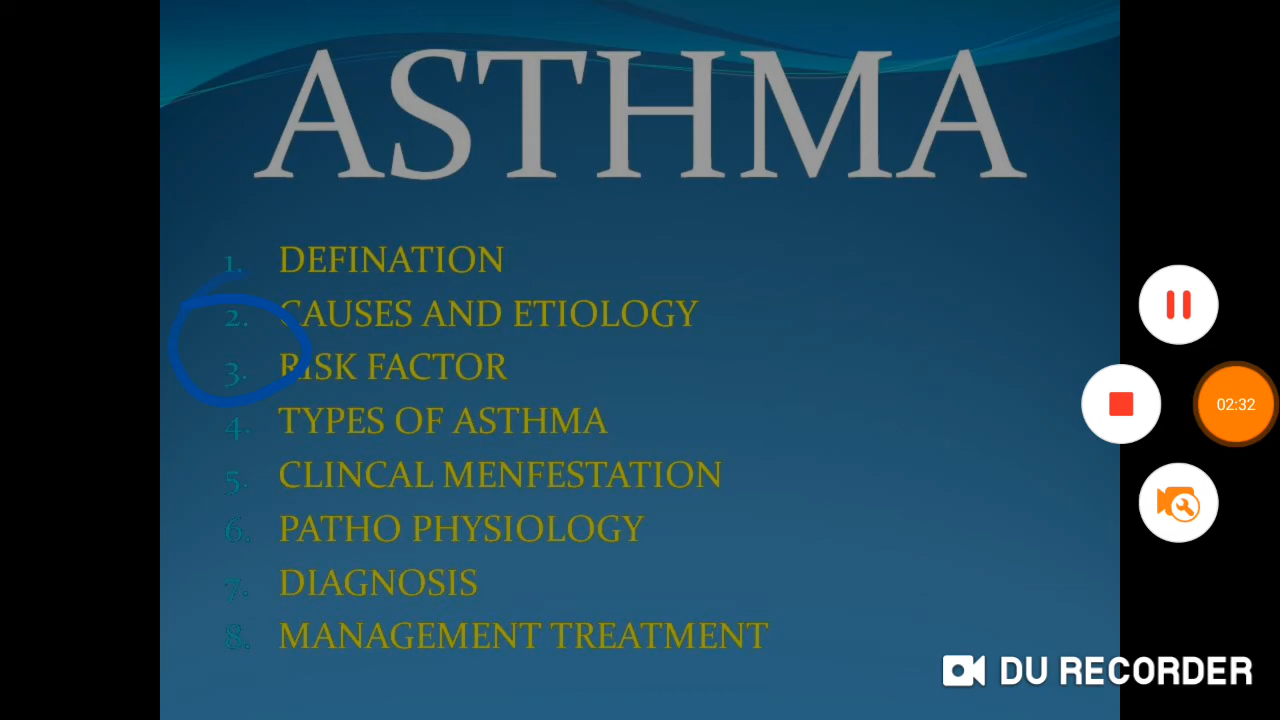 ASTHMA
1. DEFINATION
2. CAUSES AND ETIOLOGY
3. RISK FACTOR
4. TYPES OF ASTHMA
5. CLINCAL MENFESTATION
6. PATHO PHYSIOLOGY
7. DIAGNOSIS
8. MANAGEMENT TREATMENT
02:32
DU RECORDER